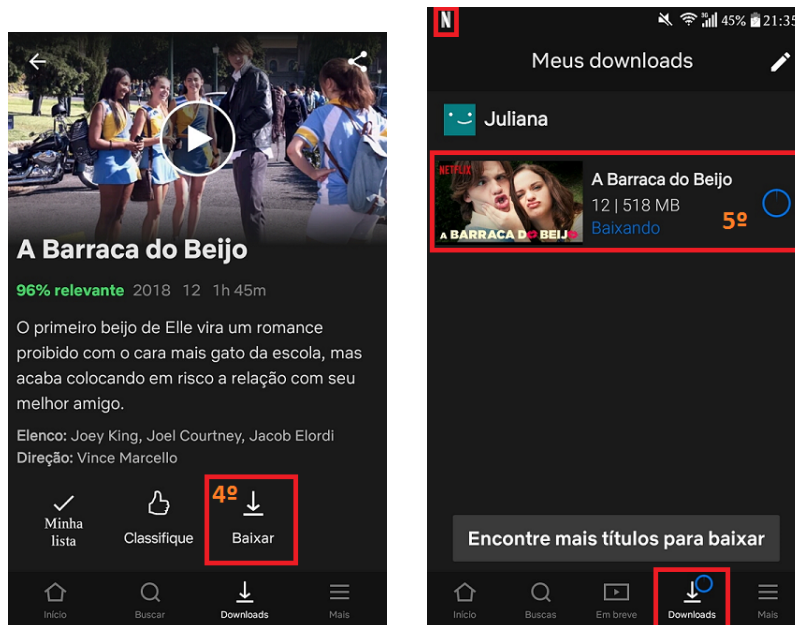 A Barraca do Beijo
96% relevante 2018 12 1h 45m
O primeiro beijo de Elle vira um romance
proibido com o cara mais gato da escola, mas
acaba colocando em risco a relação com seu
melhor amigo.
Elenco: Joey King, Joel Courtney, Jacob Elordi
Direção: Vince Marcello
4º
Minha
lista
Classifique
Baixar
Início
Buscar
Downloads
Mais
N
3G
45%
21:35
Meus downloads
Juliana
NETFLIX
A BARRACA DO BEIJO
A Barraca do Beijo
12 | 518 MB
Baixando
5º
Encontre mais títulos para baixar
Início
Buscas
Em breve
Downloads
Mais